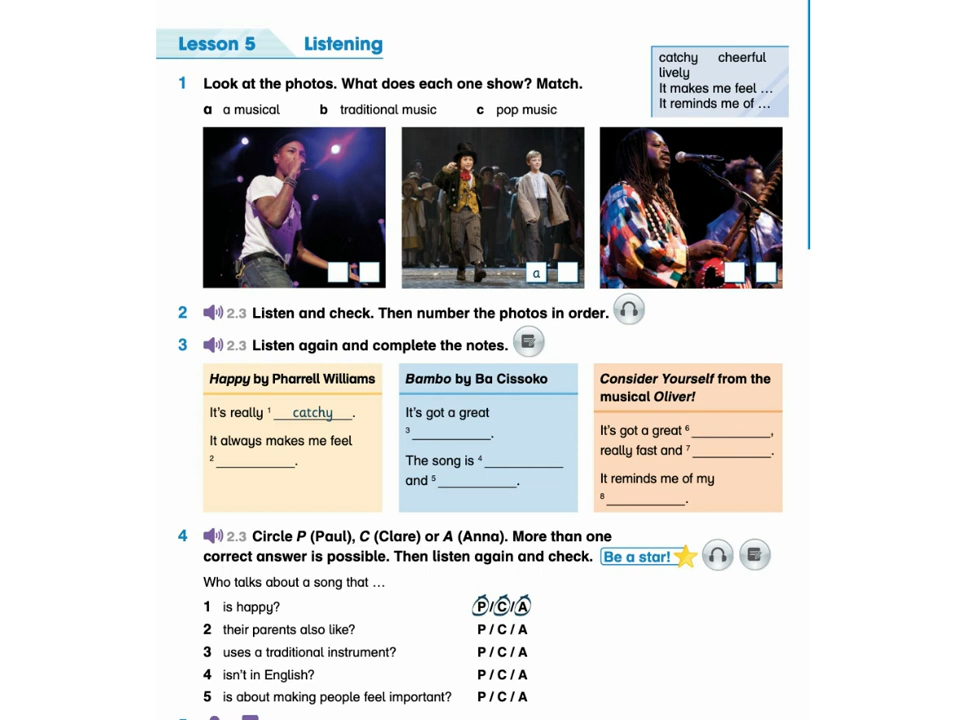 Lesson 5 Listening
catchy cheerful
lively
It makes me feel ...
It reminds me of ...
1 Look at the photos. What does each one show? Match.
a a musical b traditional music c pop music
a
2 2.3 Listen and check. Then number the photos in order.
3 2.3 Listen again and complete the notes.
Happy by Pharrell Williams
It's really ¹ catchy.
It always makes me feel
² ___________.
Bambo by Ba Cissoko
It's got a great
³ ___________.
The song is ⁴ ___________
and ⁵ ___________.
Consider Yourself from the
musical Oliver!
It's got a great ⁶ ___________,
really fast and ⁷ ___________.
It reminds me of my
⁸ ___________.
4 2.3 Circle P (Paul), C (Clare) or A (Anna). More than one
correct answer is possible. Then listen again and check. Be a star!
Who talks about a song that ...
1 is happy? P / C / A
2 their parents also like? P / C / A
3 uses a traditional instrument? P / C / A
4 isn't in English? P / C / A
5 is about making people feel important? P / C / A